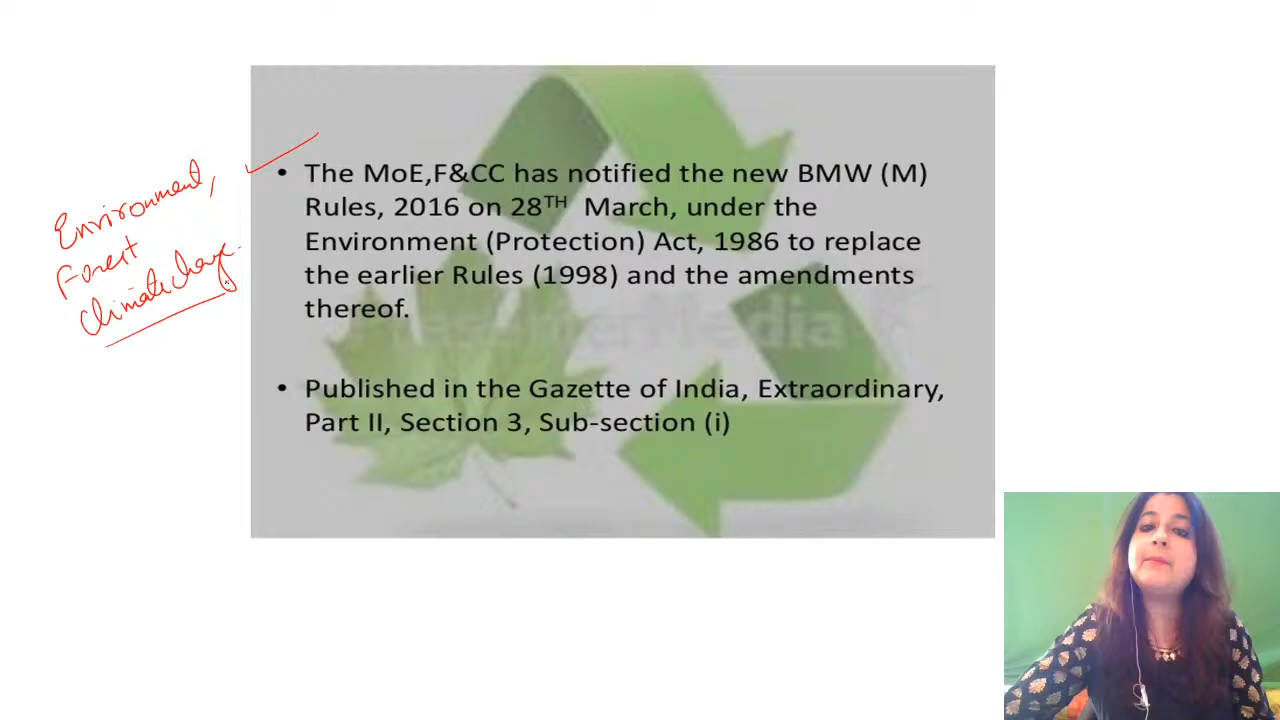 Environment,
Forest
Climate change.
• The MoE,F&CC has notified the new BMW (M)
Rules, 2016 on 28TH March, under the
Environment (Protection) Act, 1986 to replace
the earlier Rules (1998) and the amendments
thereof.
• Published in the Gazette of India, Extraordinary,
Part II, Section 3, Sub-section (i)